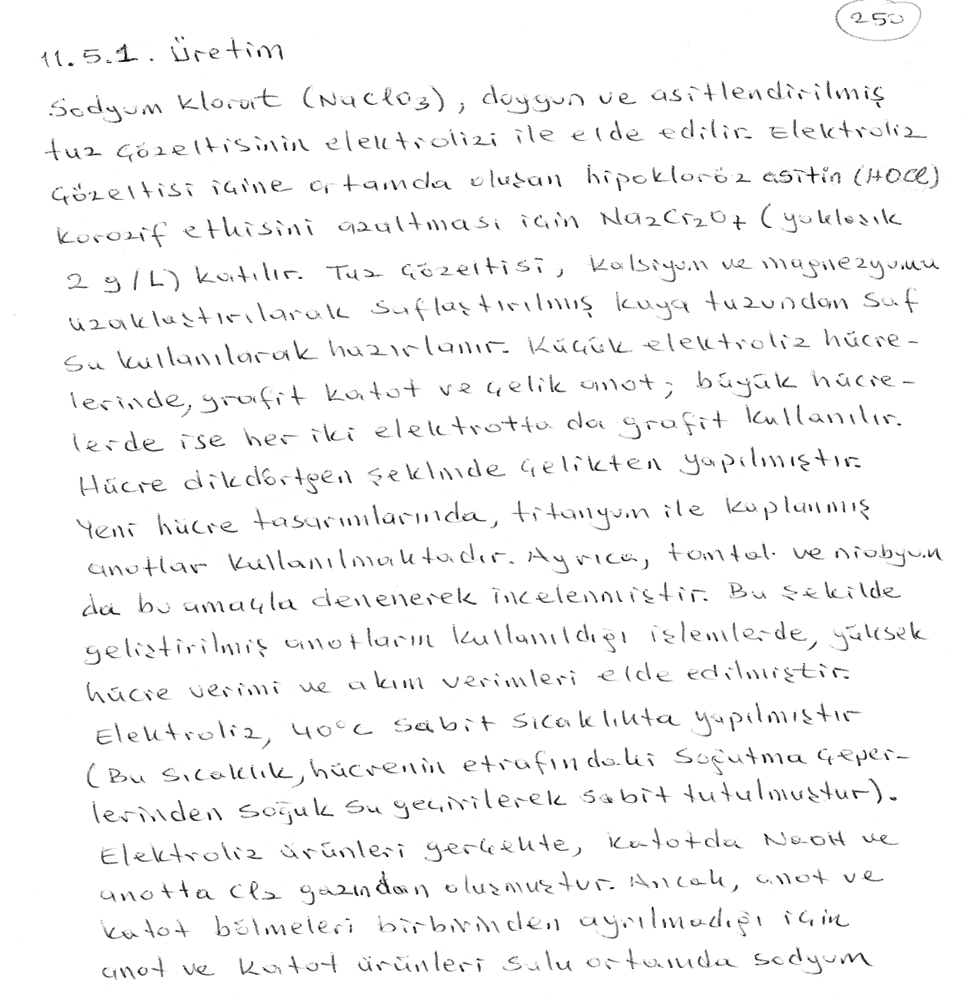 250
11.5.1. Üretim
Sodyum klorat (NaClO3), doygun ve asitlendirilmiş
tuz çözeltisinin elektrolizi ile elde edilir. Elektroliz
çözeltisi içine ortamda oluşan hipokloröz asitin (HOCl)
korozif etkisini azaltması için Na2Cr2O7 (yaklaşık
2 g/L) katılır. Tuz çözeltisi, kalsiyum ve magnezyumu
uzaklaştırılarak saflaştırılmış kaya tuzundan saf
su kullanılarak hazırlanır. Küçük elektroliz hücre-
lerinde, grafit katot ve çelik anot; büyük hücre-
lerde ise her iki elektrotta da grafit kullanılır.
Hücre dikdörtgen şeklinde çelikten yapılmıştır.
Yeni hücre tasarımlarında, titanyum ile kaplanmış
anotlar kullanılmaktadır. Ayrıca, tantal ve niobyum
da bu amaçla denenerek incelenmiştir. Bu şekilde
geliştirilmiş anotların kullanıldığı işlemlerde, yüksek
hücre verimi ve akım verimleri elde edilmiştir.
Elektroliz, 40°C sabit sıcaklıkta yapılmıştır
(Bu sıcaklık, hücrenin etrafındaki soğutma çeper-
lerinden soğuk su geçirilerek sabit tutulmuştur).
Elektroliz ürünleri gerçekte, katotda NaOH ve
anotta Cl2 gazından oluşmuştur. Ancak, anot ve
katot bölmeleri birbirinden ayrılmadığı için
anot ve katot ürünleri sulu ortamda sodyum